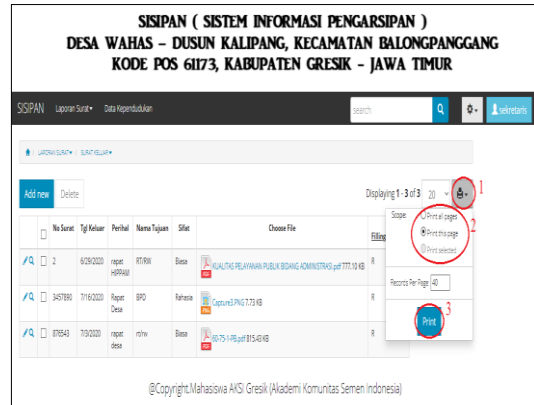 SISIPAN ( SISTEM INFORMASI PENGARSIPAN )
DESA WAHAS – DUSUN KALIPANG, KECAMATAN BALONGPANGGANG
KODE POS 61173, KABUPATEN GRESIK – JAWA TIMUR
SISIPAN Laporan Surat Data Kependudukan search sekretaris
/ LAPORAN SURAT / SURAT KELUAR
Add new Delete Displaying 1 - 3 of 3 20 1
Scope: Print all pages
Print this page 2
Print selected
Records Per Page 40
Print 3
No Surat Tgl Keluar Perihal Nama Tujuan Sifat Choose File Filling
2 6/29/2020 rapat HIPPAM RT/RW Biasa KUALITAS PELAYANAN PUBLIK BIDANG ADMINISTRASI.pdf 777.10 KB R
3457890 7/16/2020 Rapat Desa BPD Rahasia Capture3.PNG 7.73 KB R
876543 7/3/2020 rapat desa rt/rw Biasa 60-75-1-PB.pdf 815.43 KB R
@Copyright.Mahasiswa AKSI Gresik (Akademi Komunitas Semen Indonesia)